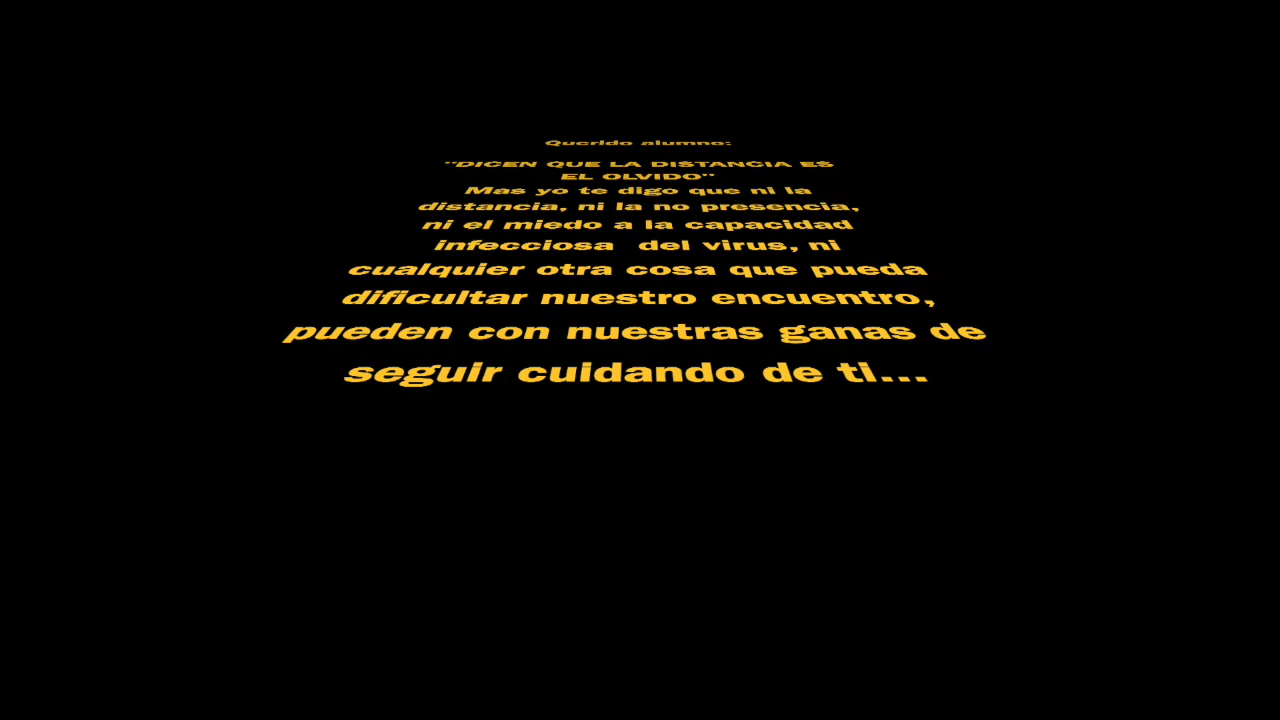 Querido alumno:
"DICEN QUE LA DISTANCIA ES
EL OLVIDO"
Mas yo te digo que ni la
distancia, ni la no presencia,
ni el miedo a la capacidad
infecciosa  del virus, ni
cualquier otra cosa que pueda
dificultar nuestro encuentro,
pueden con nuestras ganas de
seguir cuidando de ti...